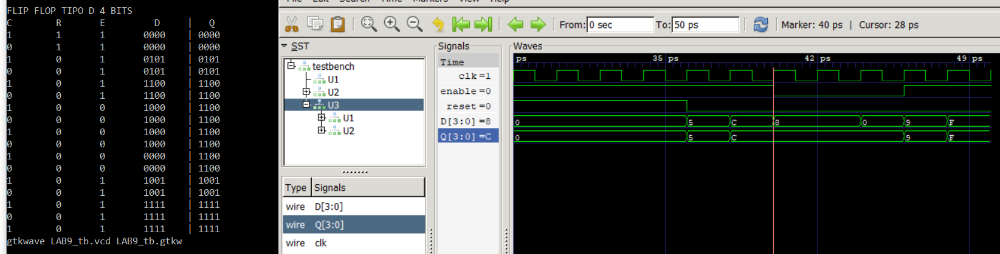 FLIP FLOP TIPO D 4 BITS
C R E D | Q
1 1 1 0000 | 0000
0 1 1 0000 | 0000
1 0 1 0101 | 0101
0 0 1 0101 | 0101
1 0 1 1100 | 1100
0 0 1 1100 | 1100
1 0 0 1000 | 1100
0 0 0 1000 | 1100
1 0 0 1000 | 1100
0 0 0 1000 | 1100
1 0 0 0000 | 1100
0 0 0 0000 | 1100
1 0 1 1001 | 1001
0 0 1 1001 | 1001
1 0 1 1111 | 1111
0 0 1 1111 | 1111
1 0 1 1111 | 1111
gtkwave LAB9_tb.vcd LAB9_tb.gtkw
File Edit Search Time Markers View Help
From: 0 sec To: 50 ps Marker: 40 ps | Cursor: 28 ps
SST
testbench
U1
U2
U3
U1
U2
Type Signals
wire D[3:0]
wire Q[3:0]
wire clk
Signals
Time
clk=1
enable=0
reset=0
D[3:0]=8
Q[3:0]=C
Waves
ps 35 ps 42 ps 49 ps
0 5 C 8 0 9 F
0 5 C 9 F